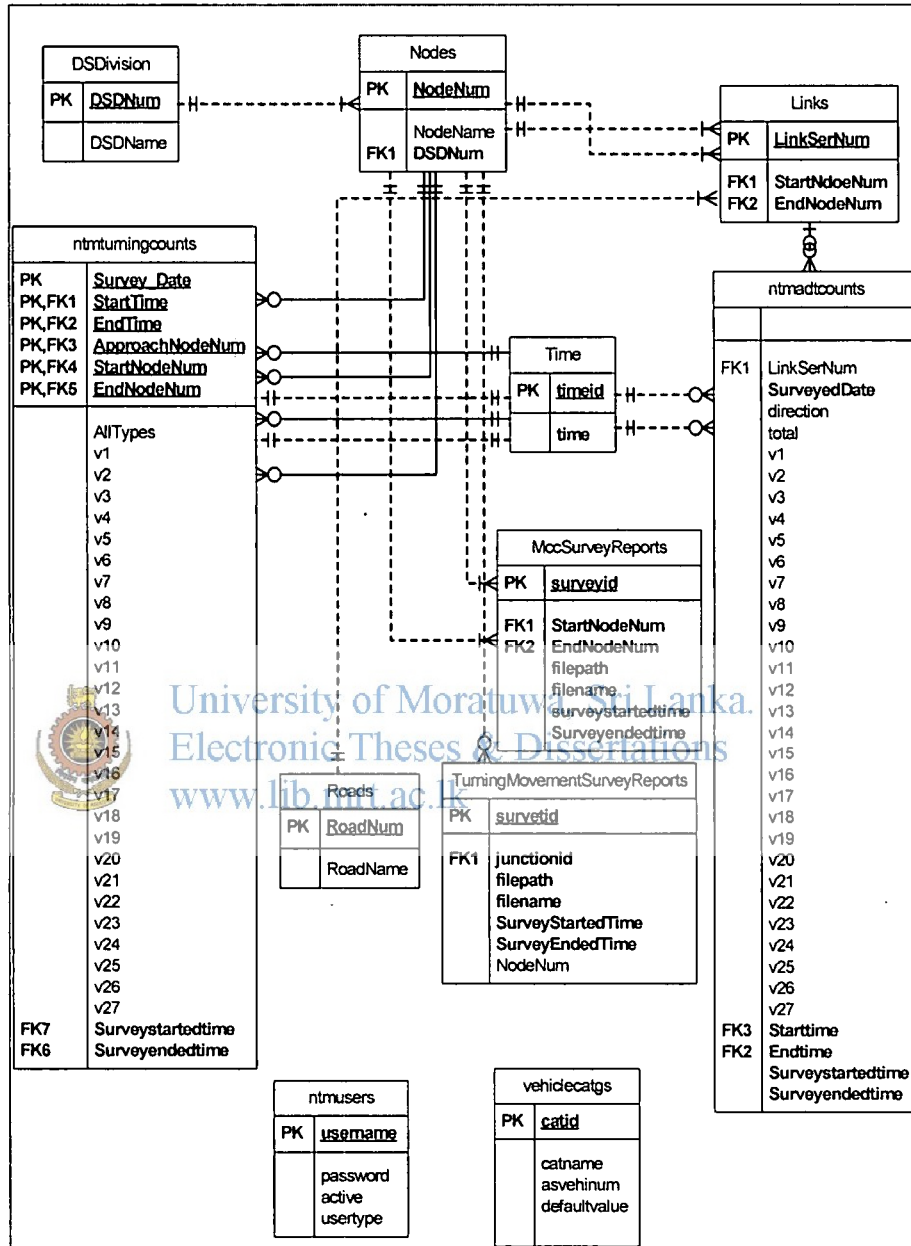 DSDivision
PK DSDNum
DSDName
Nodes
PK NodeNum
NodeName
FK1 DSDNum
Links
PK LinkSerNum
FK1 StartNdoeNum
FK2 EndNodeNum
ntmturningcounts
PK Survey_Date
PK,FK1 StartTime
PK,FK2 EndTime
PK,FK3 ApproachNodeNum
PK,FK4 StartNodeNum
PK,FK5 EndNodeNum
AllTypes
v1
v2
v3
v4
v5
v6
v7
v8
v9
v10
v11
v12
v13
v14
v15
v16
v17
v18
v19
v20
v21
v22
v23
v24
v25
v26
v27
FK7 Surveystartedtime
FK6 Surveyendedtime
Time
PK timeid
time
ntmadtcounts
FK1 LinkSerNum
SurveyedDate
direction
total
v1
v2
v3
v4
v5
v6
v7
v8
v9
v10
v11
v12
v13
v14
v15
v16
v17
v18
v19
v20
v21
v22
v23
v24
v25
v26
v27
FK3 Starttime
FK2 Endtime
Surveystartedtime
Surveyendedtime
MccSurveyReports
PK surveyid
FK1 StartNodeNum
FK2 EndNodeNum
filepath
filename
surveystartedtime
Surveyendedtime
University of Moratuwa, Sri Lanka.
Electronic Theses & Dissertations
www.lib.mrt.ac.lk
Roads
PK RoadNum
RoadName
TurningMovementSurveyReports
PK survetid
FK1 junctionid
filepath
filename
SurveyStartedTime
SurveyEndedTime
NodeNum
ntmusers
PK username
password
active
usertype
vehiclecatgs
PK catid
catname
asvehinum
defaultvalue